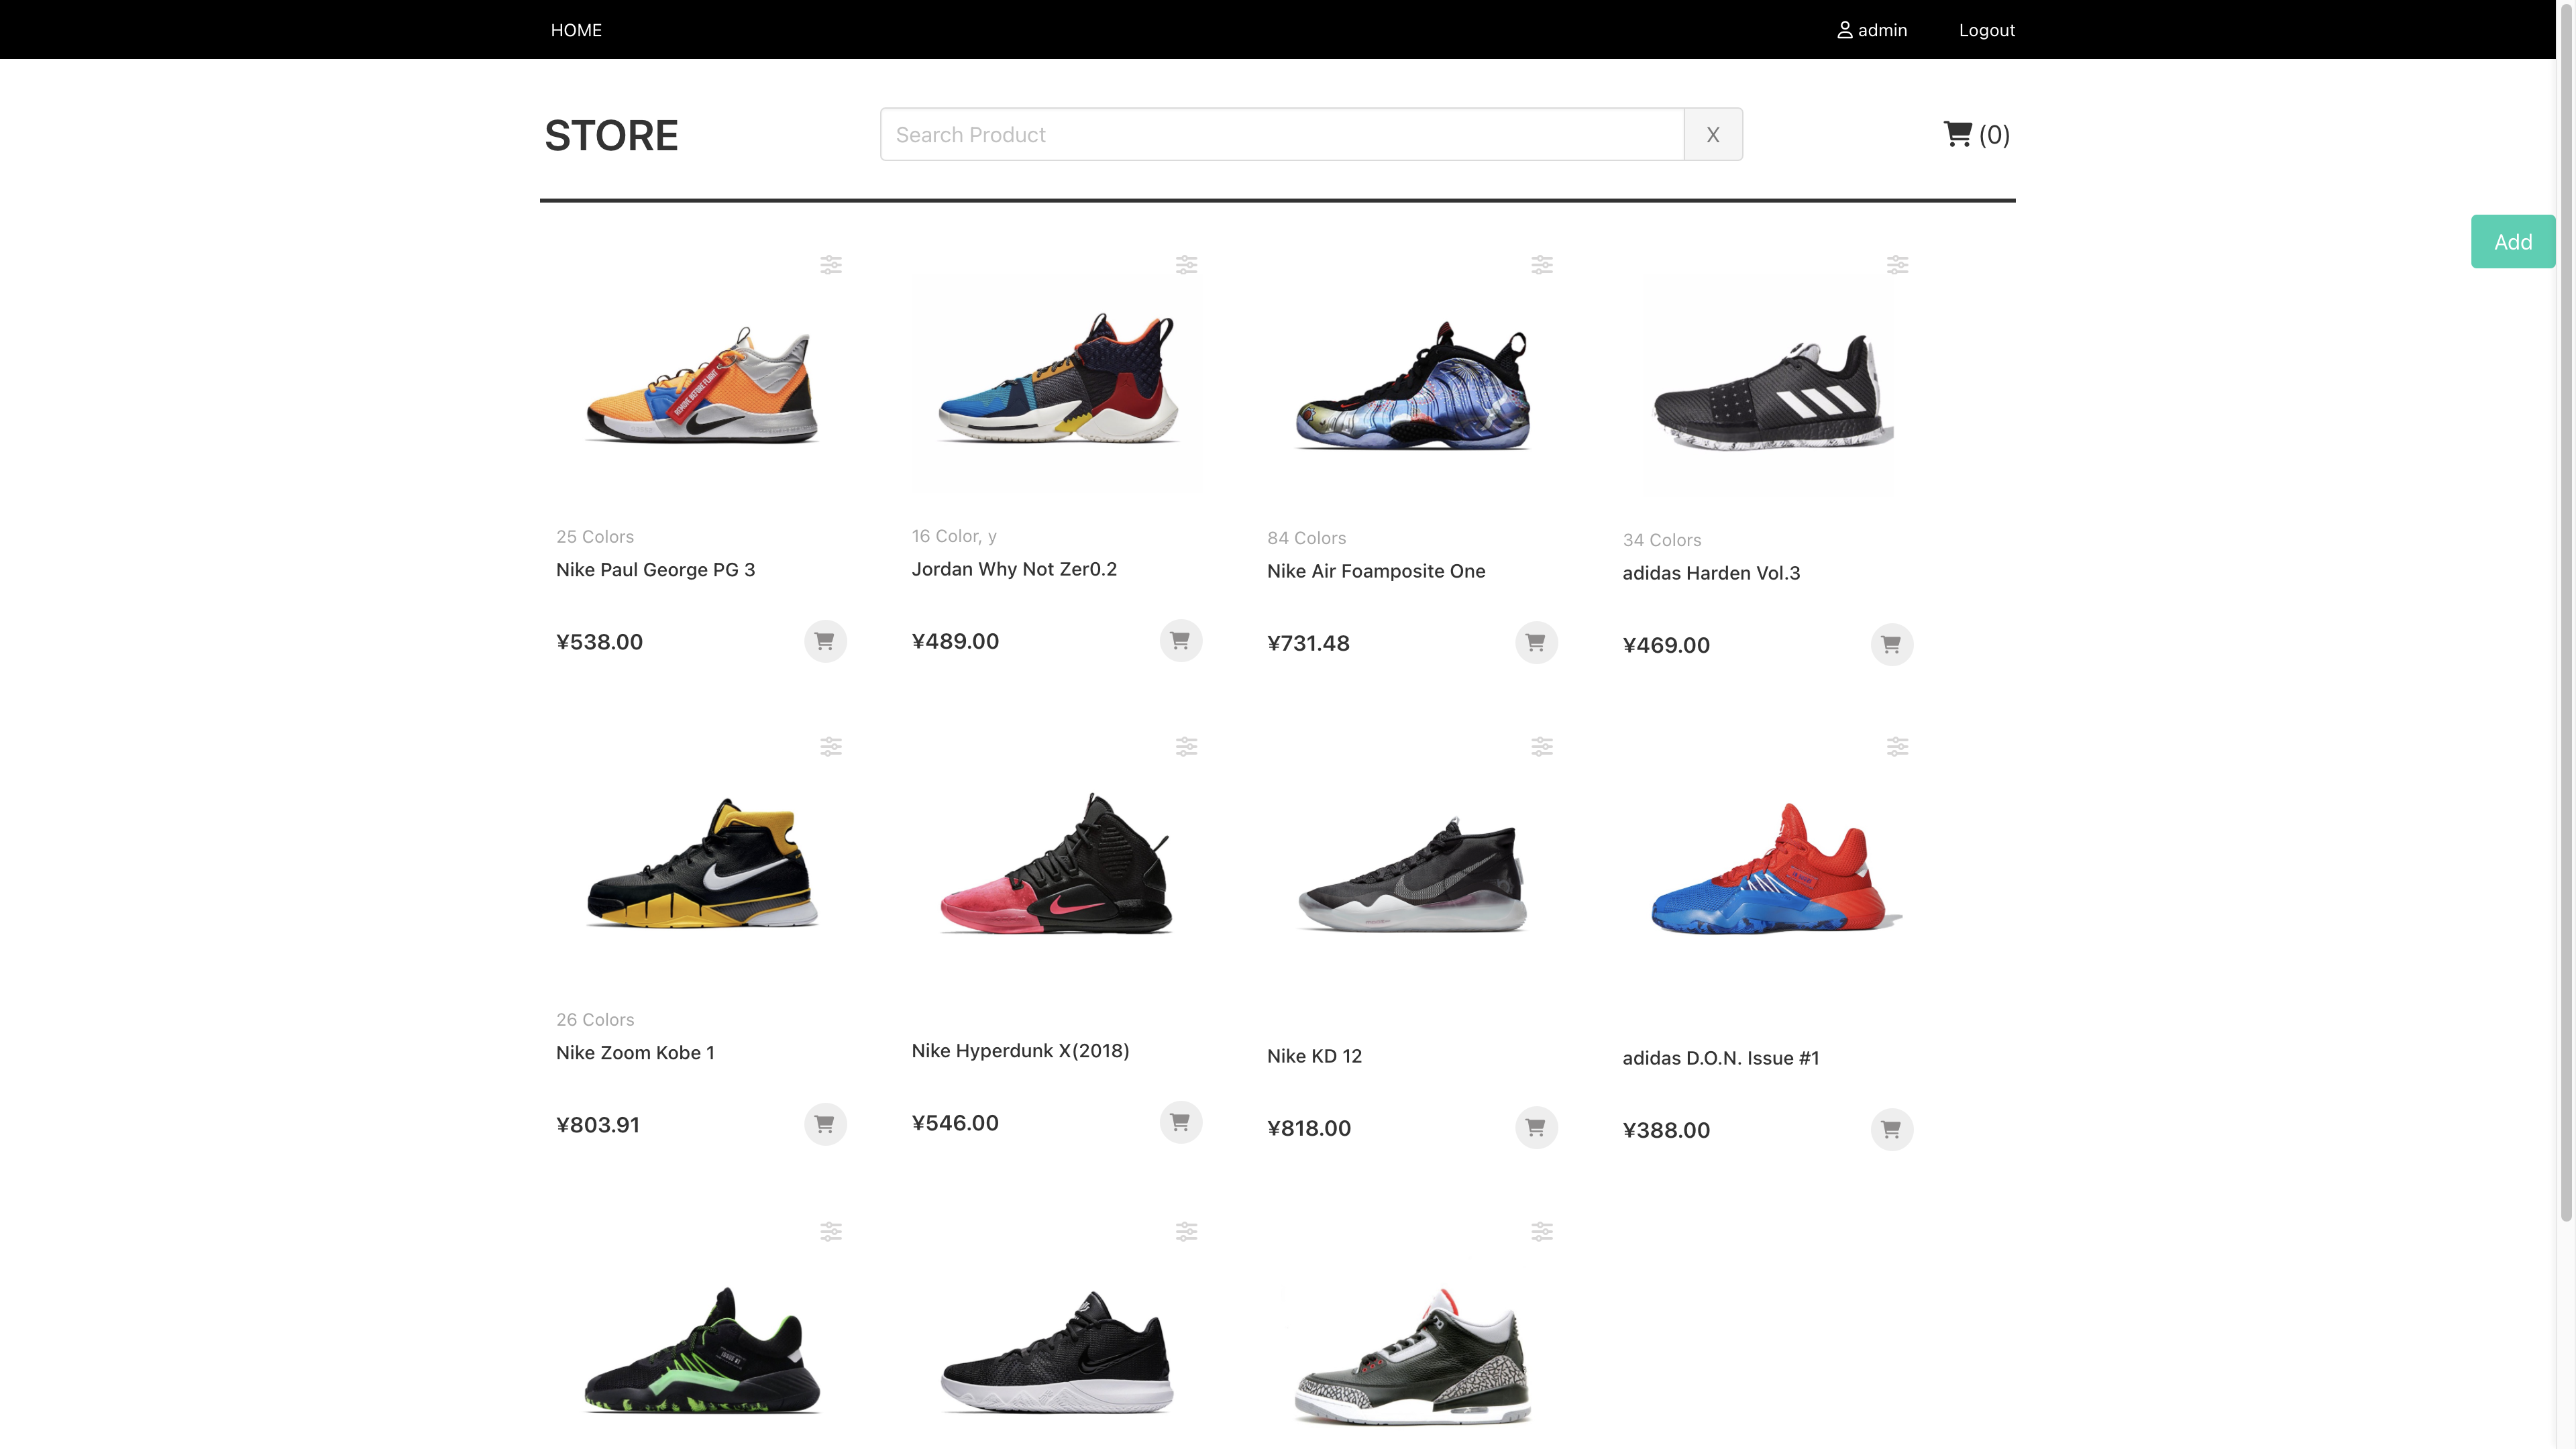 HOME
admin
Logout
STORE
Search Product
X
(0)
Add
REMOVE BEFORE FLIGHT
25 Colors
16 Color, y
84 Colors
34 Colors
Nike Paul George PG 3
Jordan Why Not Zer0.2
Nike Air Foamposite One
adidas Harden Vol.3
¥538.00
¥489.00
¥731.48
¥469.00
26 Colors
Nike Zoom Kobe 1
Nike Hyperdunk X(2018)
Nike KD 12
adidas D.O.N. Issue #1
¥803.91
¥546.00
¥818.00
¥388.00